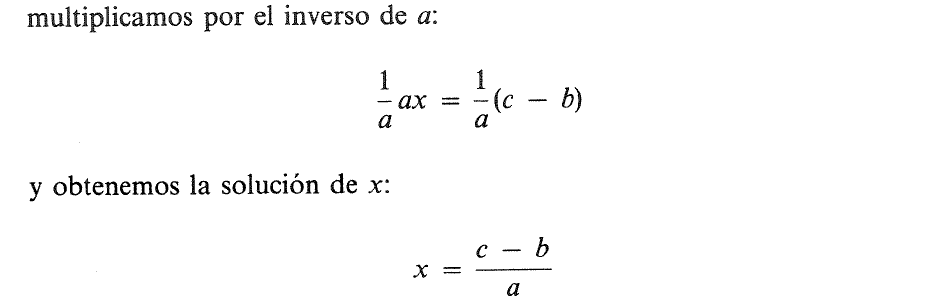 multiplicamos por el inverso de a:
1/a ax = 1/a (c − b)
y obtenemos la solución de x:
x = (c − b)/a